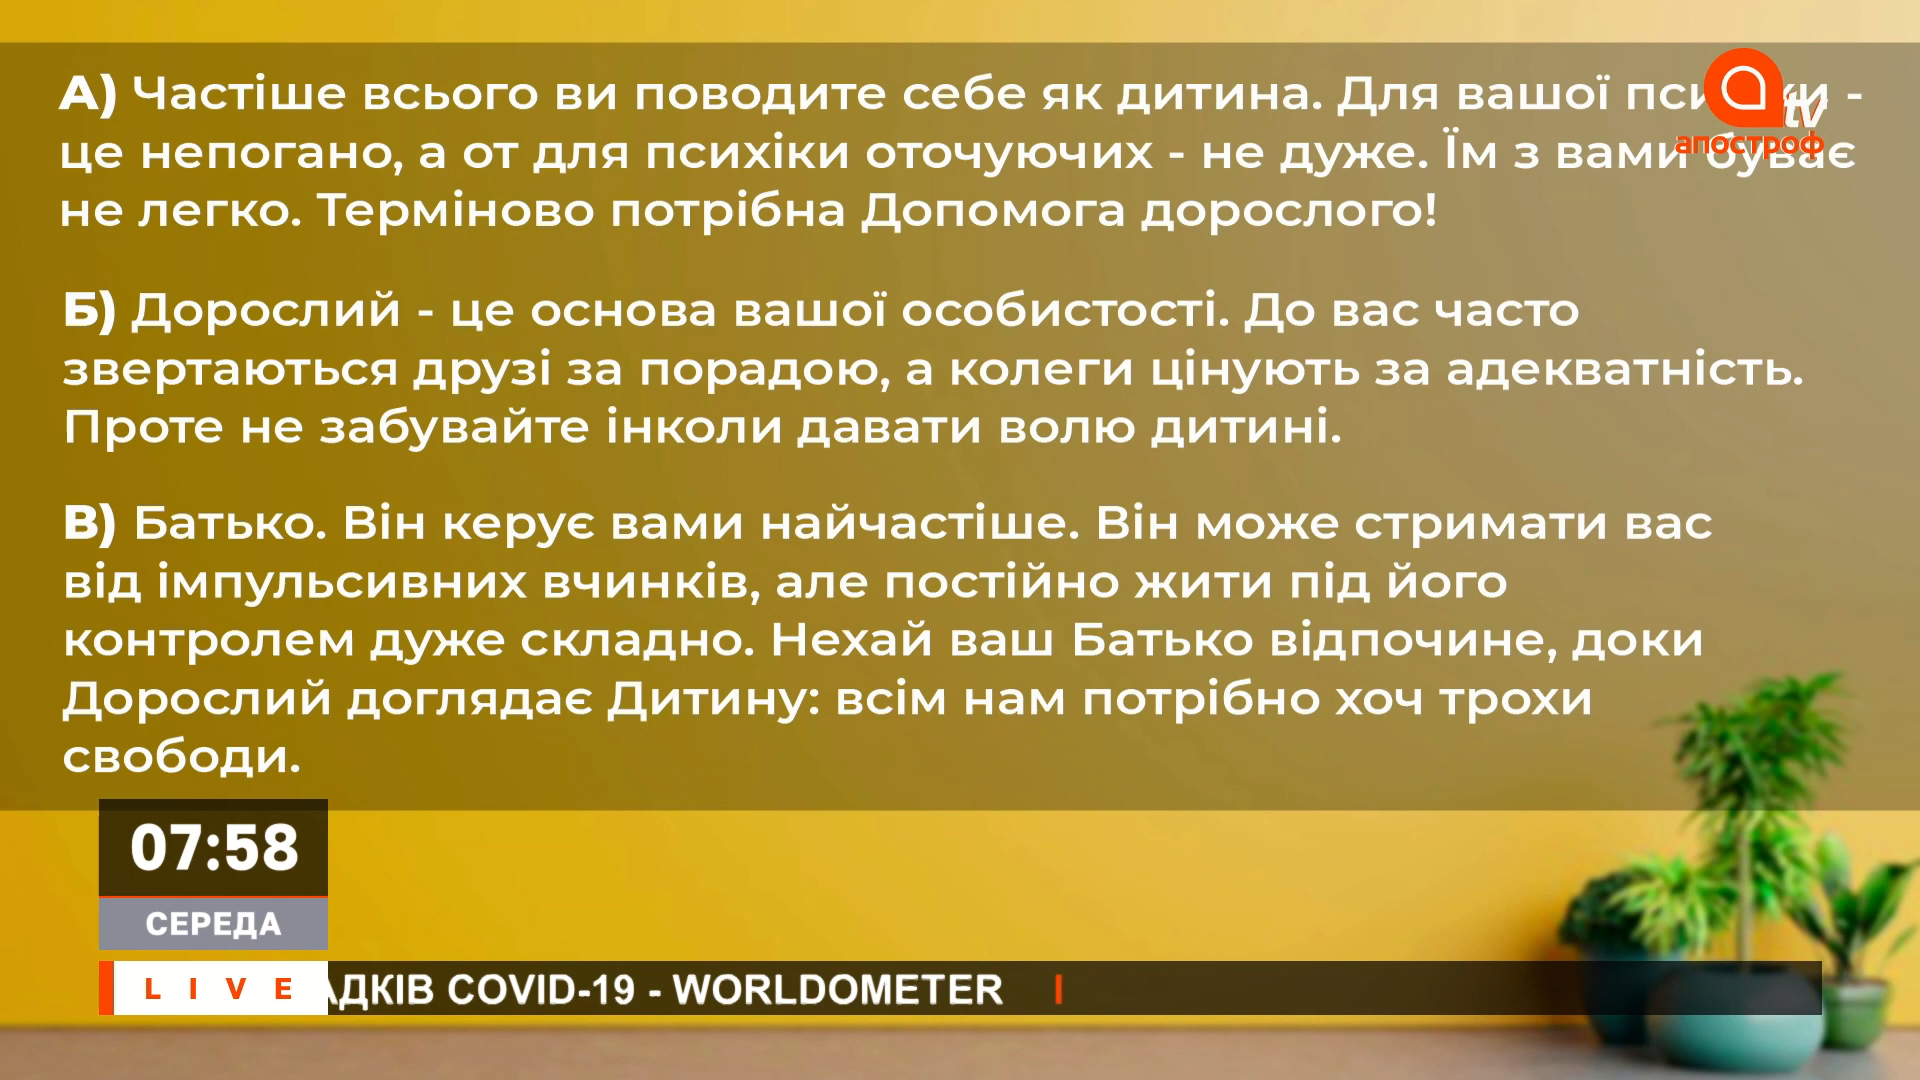 А) Частіше всього ви поводите себе як дитина. Для вашої -
це непогано, а от для психіки оточуючих - не дуже. Їм з вами буває
не легко. Терміново потрібна Допомога дорослого!
tv
апостроф
Б) Дорослий - це основа вашої особистості. До вас часто
звертаються друзі за порадою, а колеги цінують за адекватність.
Проте не забувайте інколи давати волю дитині.
В) Батько. Він керує вами найчастіше. Він може стримати вас
від імпульсивних вчинків, але постійно жити під його
контролем дуже складно. Нехай ваш Батько відпочине, доки
Дорослий доглядає Дитину: всім нам потрібно хоч трохи
свободи.
07:58
СЕРЕДА
LIVE
АДКІВ COVID-19 - WORLDOMETER